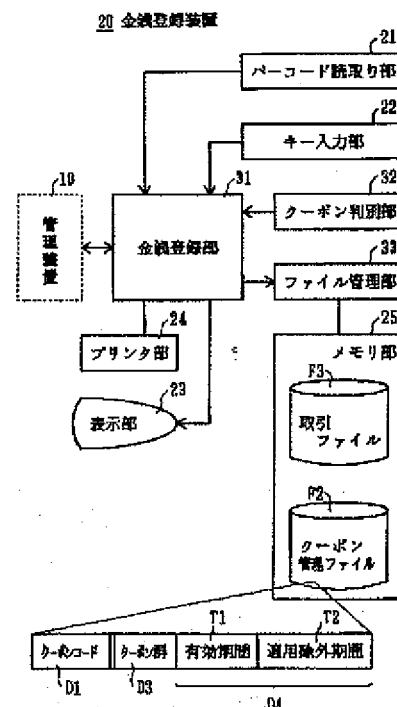 20 金銭登録装置
21
バーコード読取り部
22
キー入力部
31
32
クーポン判別部
19
管理装置
金銭登録部
33
ファイル管理部
24
プリンタ部
25
メモリ部
23
表示部
F3
取引
ファイル
F2
クーポン
管理ファイル
T1
T2
クーポンコード
クーポン群
有効期間
適用除外期間
D1
D3
D4